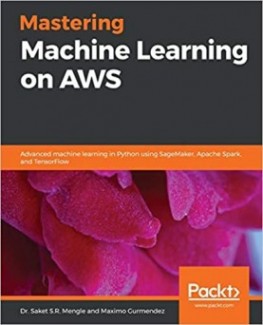 Mastering
Machine Learning
on AWS
Advanced machine learning in Python using SageMaker, Apache Spark,
and TensorFlow
Packt>
www.packt.com
Dr. Saket S.R. Mengle and Maximo Gurmendez